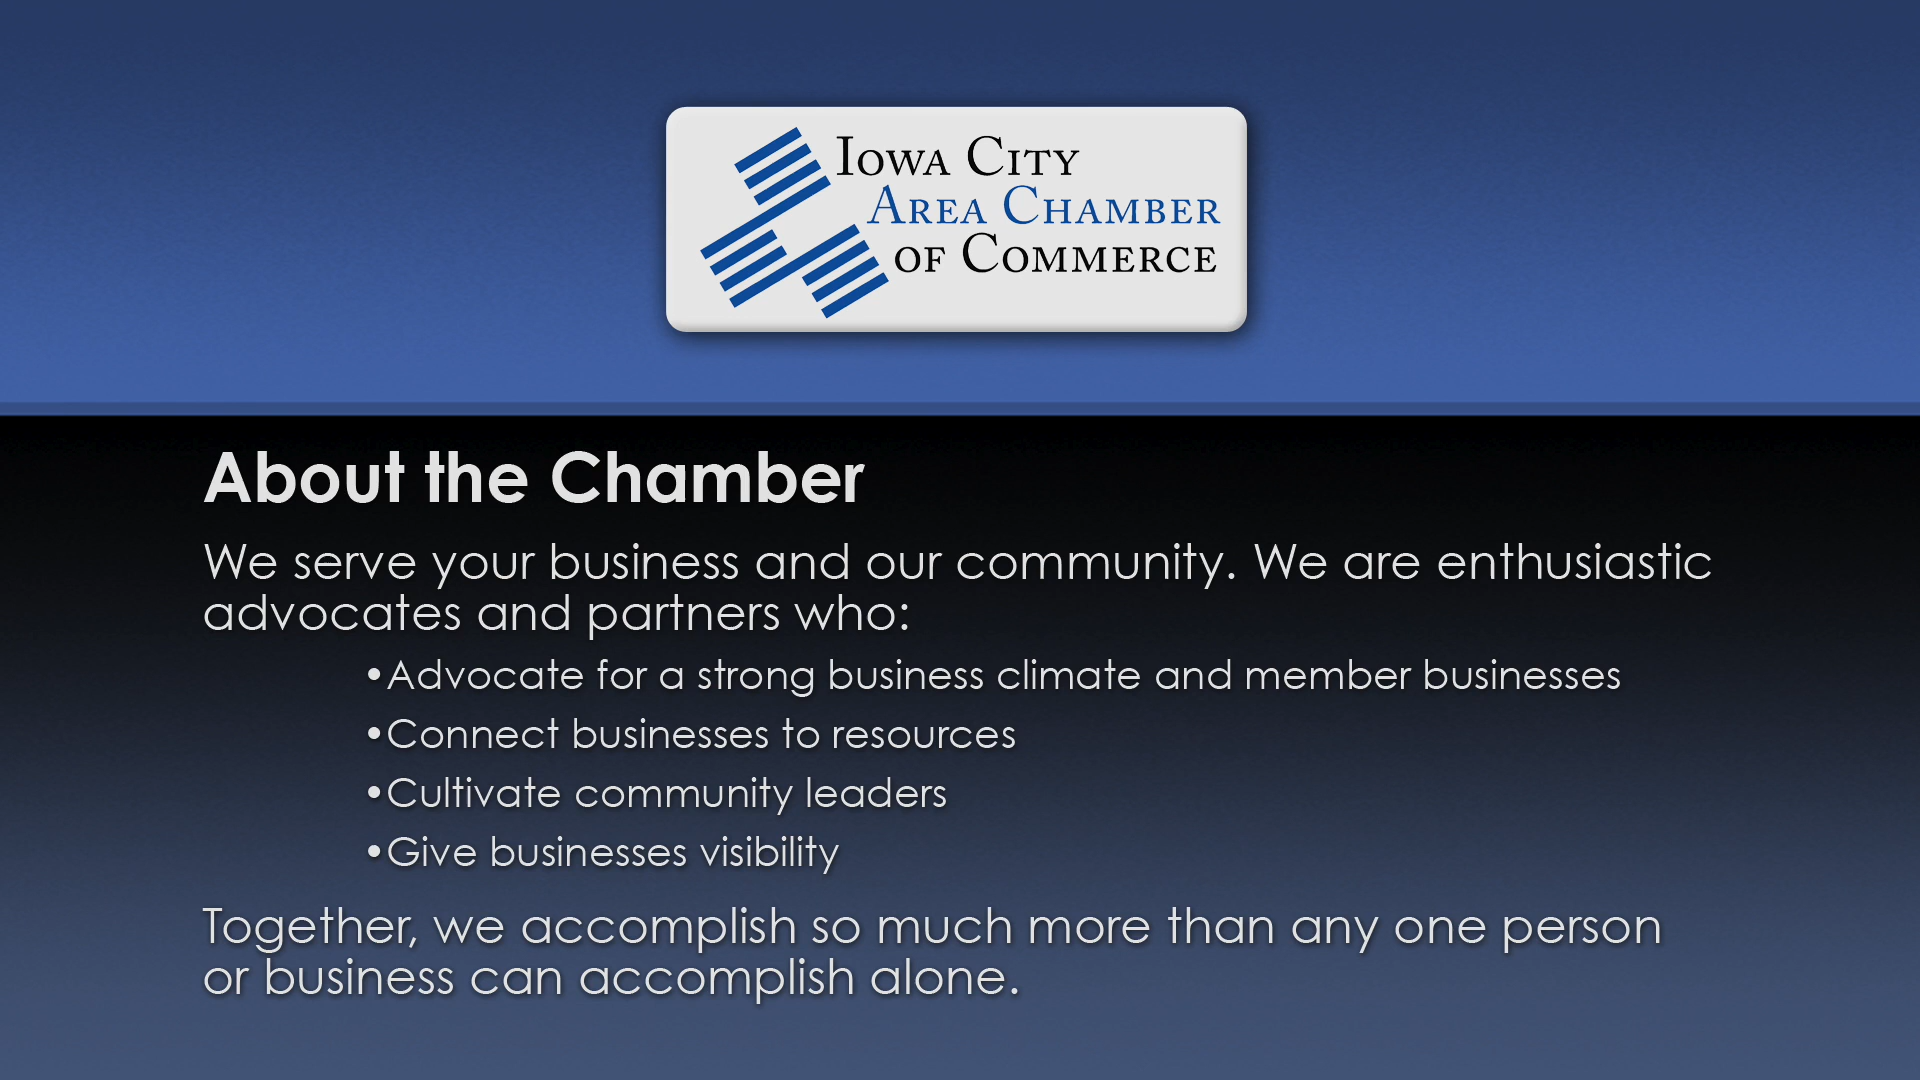 Iowa City
Area Chamber
of Commerce
About the Chamber
We serve your business and our community. We are enthusiastic
advocates and partners who:
•Advocate for a strong business climate and member businesses
•Connect businesses to resources
•Cultivate community leaders
•Give businesses visibility
Together, we accomplish so much more than any one person
or business can accomplish alone.